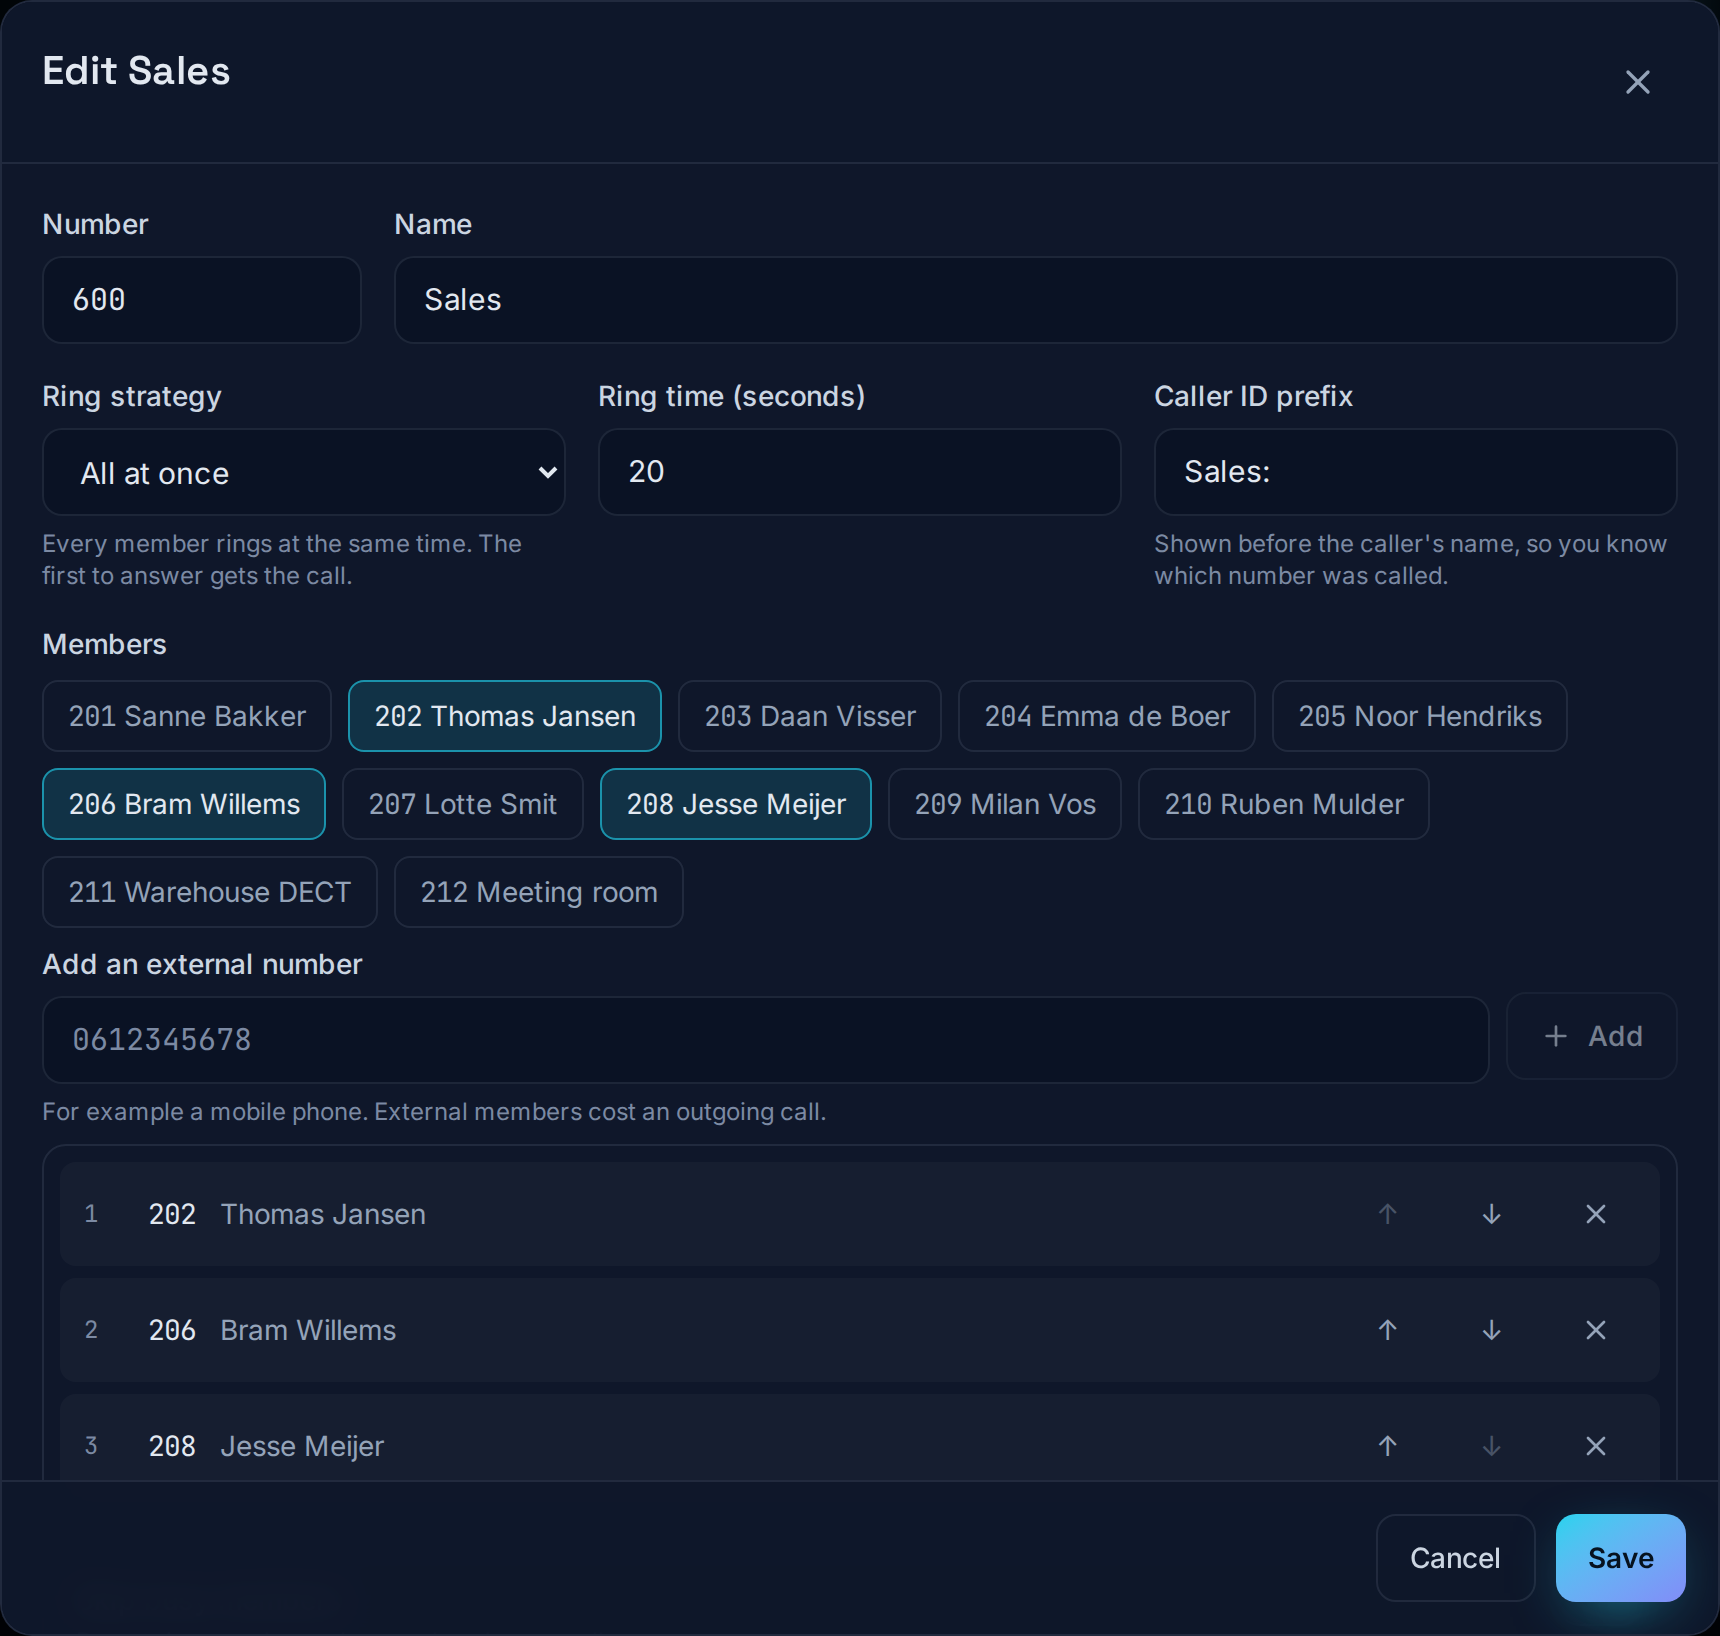 Edit Sales
Number
Name
600
Sales
Ring strategy
Ring time (seconds)
Caller ID prefix
All at once
20
Sales:
Every member rings at the same time. The
first to answer gets the call.
Shown before the caller's name, so you know
which number was called.
Members
201 Sanne Bakker
202 Thomas Jansen
203 Daan Visser
204 Emma de Boer
205 Noor Hendriks
206 Bram Willems
207 Lotte Smit
208 Jesse Meijer
209 Milan Vos
210 Ruben Mulder
211 Warehouse DECT
212 Meeting room
Add an external number
0612345678
+ Add
For example a mobile phone. External members cost an outgoing call.
1 202 Thomas Jansen
2 206 Bram Willems
3 208 Jesse Meijer
Cancel
Save